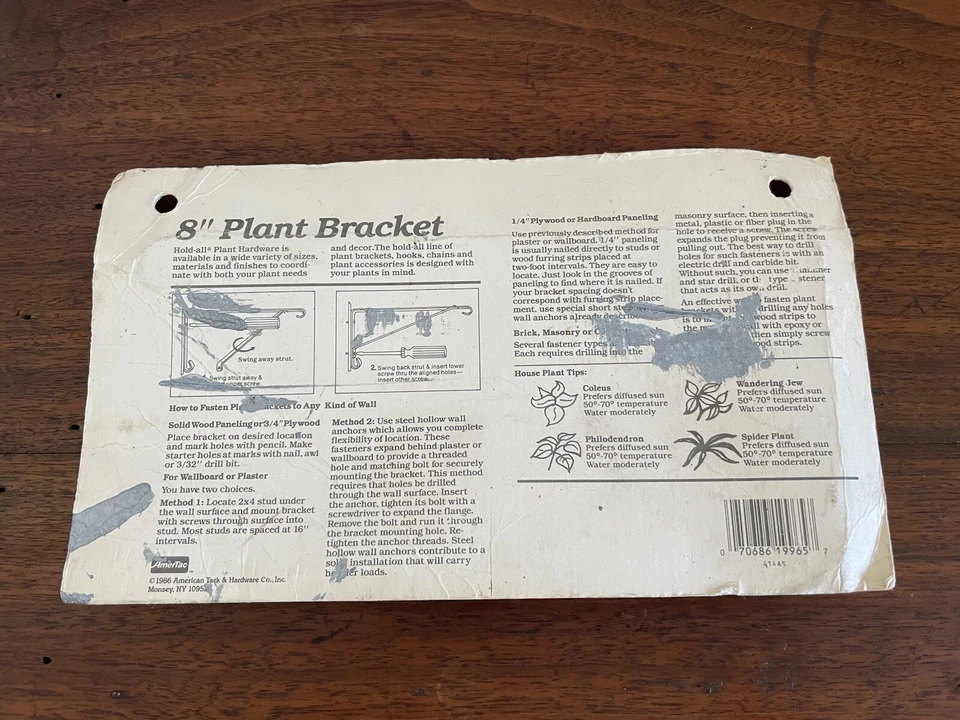 8" Plant Bracket
Hold-all® Plant Hardware is
available in a wide variety of sizes,
materials and finishes to coordi-
nate with both your plant needs
and decor. The hold-all line of
plant brackets, hooks, chains and
plant accessories is designed with
your plants in mind.
Swing away strut.
Swing strut away &
screw
2. Swing back strut & insert lower
screw thru the aligned holes—
insert other screw.
How to Fasten to Any Kind of Wall
Solid Wood Paneling or 3/4" Plywood
Place bracket on desired location
and mark holes with pencil. Make
starter holes at marks with nail, awl
or 3/32" drill bit.
For Wallboard or Plaster
You have two choices.
Method 1: Locate 2x4 stud under
the wall surface and mount bracket
with screws through surface into
stud. Most studs are spaced at 16"
intervals.
AmerTac
© 1986 American Tack & Hardware Co., Inc.
Monsey, NY 10952
Method 2: Use steel hollow wall
anchors which allows you complete
flexibility of location. These
fasteners expand behind plaster or
wallboard to provide a threaded
hole and matching bolt for securely
mounting the bracket. This method
requires that holes be drilled
through the wall surface. Insert
the anchor, tighten its bolt with a
screwdriver to expand the flange.
Remove the bolt and run it through
the bracket mounting hole. Re-
tighten the anchor threads. Steel
hollow wall anchors contribute to a
installation that will carry
loads.
1/4" Plywood or Hardboard Paneling
Use previously described method for
plaster or wallboard. 1/4" paneling
is usually nailed directly to studs or
wood furring strips placed at
two-foot intervals. They are easy to
locate. Just look in the grooves of
paneling to find where it is nailed. If
your bracket spacing doesn't
correspond with furring strip place-
ment, use special short
wall anchors already
Brick, Masonry or
Several fastener types
Each requires drilling into the
masonry surface, then inserting a
metal, plastic or fiber plug in the
hole to receive a screw. The screw
expands the plug preventing it from
pulling out. The best way to drill
holes for such fasteners is with an
electric drill and carbide bit.
Without such, you can use
and star drill, or type
that acts as its own drill.
An effective fasten plant
drilling any holes
is to wood strips to
the with epoxy or
then simply screw
strips.
House Plant Tips:
Coleus
Prefers diffused sun
50°-70° temperature
Water moderately
Wandering Jew
Prefers diffused sun
50°-70° temperature
Water moderately
Philodendron
Prefers diffused sun
50°-70° temperature
Water moderately
Spider Plant
Prefers diffused sun
50°-70° temperature
Water moderately
0 70686 19965 7